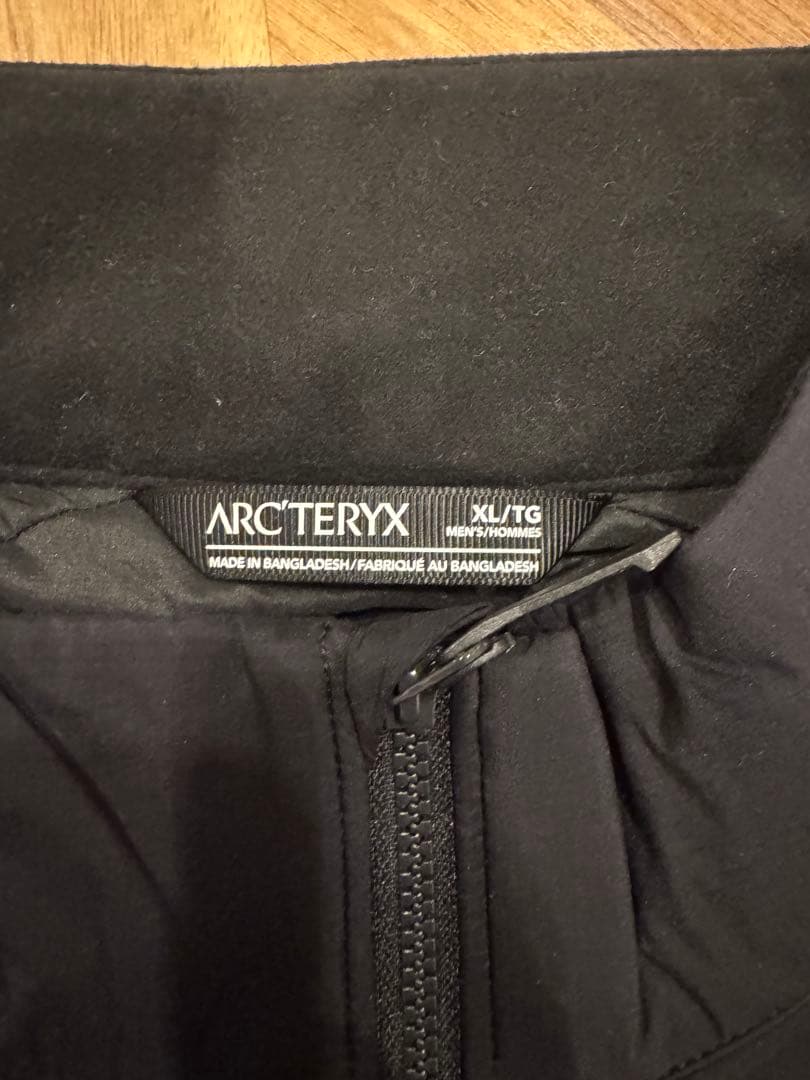 ARC'TERYX
XL/TG
MEN'S/HOMMES
MADE IN BANGLADESH/FABRIQUÉ AU BANGLADESH